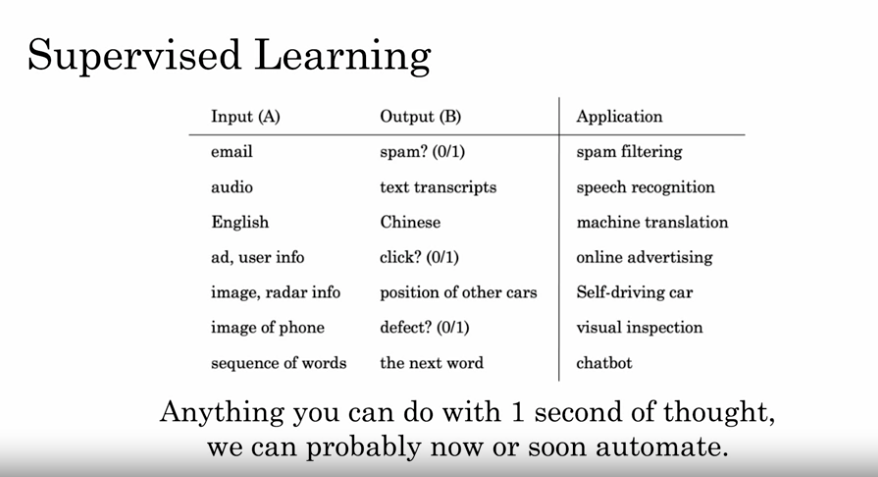 Supervised Learning
Input (A) Output (B) Application
email spam? (0/1) spam filtering
audio text transcripts speech recognition
English Chinese machine translation
ad, user info click? (0/1) online advertising
image, radar info position of other cars Self-driving car
image of phone defect? (0/1) visual inspection
sequence of words the next word chatbot
Anything you can do with 1 second of thought,
we can probably now or soon automate.